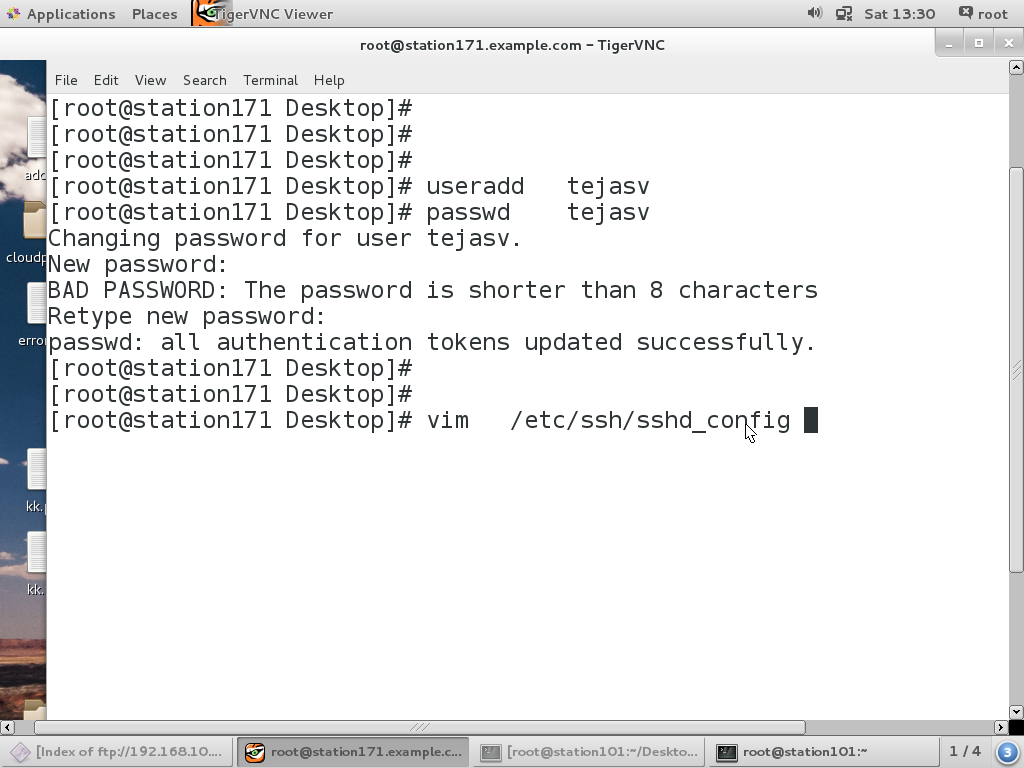 Applications Places TigerVNC Viewer Sat 13:30 root
root@station171.example.com – TigerVNC
File Edit View Search Terminal Help
[root@station171 Desktop]#
[root@station171 Desktop]#
[root@station171 Desktop]#
[root@station171 Desktop]# useradd   tejasv
[root@station171 Desktop]# passwd    tejasv
Changing password for user tejasv.
New password:
BAD PASSWORD: The password is shorter than 8 characters
Retype new password:
passwd: all authentication tokens updated successfully.
[root@station171 Desktop]#
[root@station171 Desktop]#
[root@station171 Desktop]# vim   /etc/ssh/sshd_config
kk.
[Index of ftp://192.168.10.... root@station171.example.c... [root@station101:~/Deskto... root@station101:~ 1 / 4 3